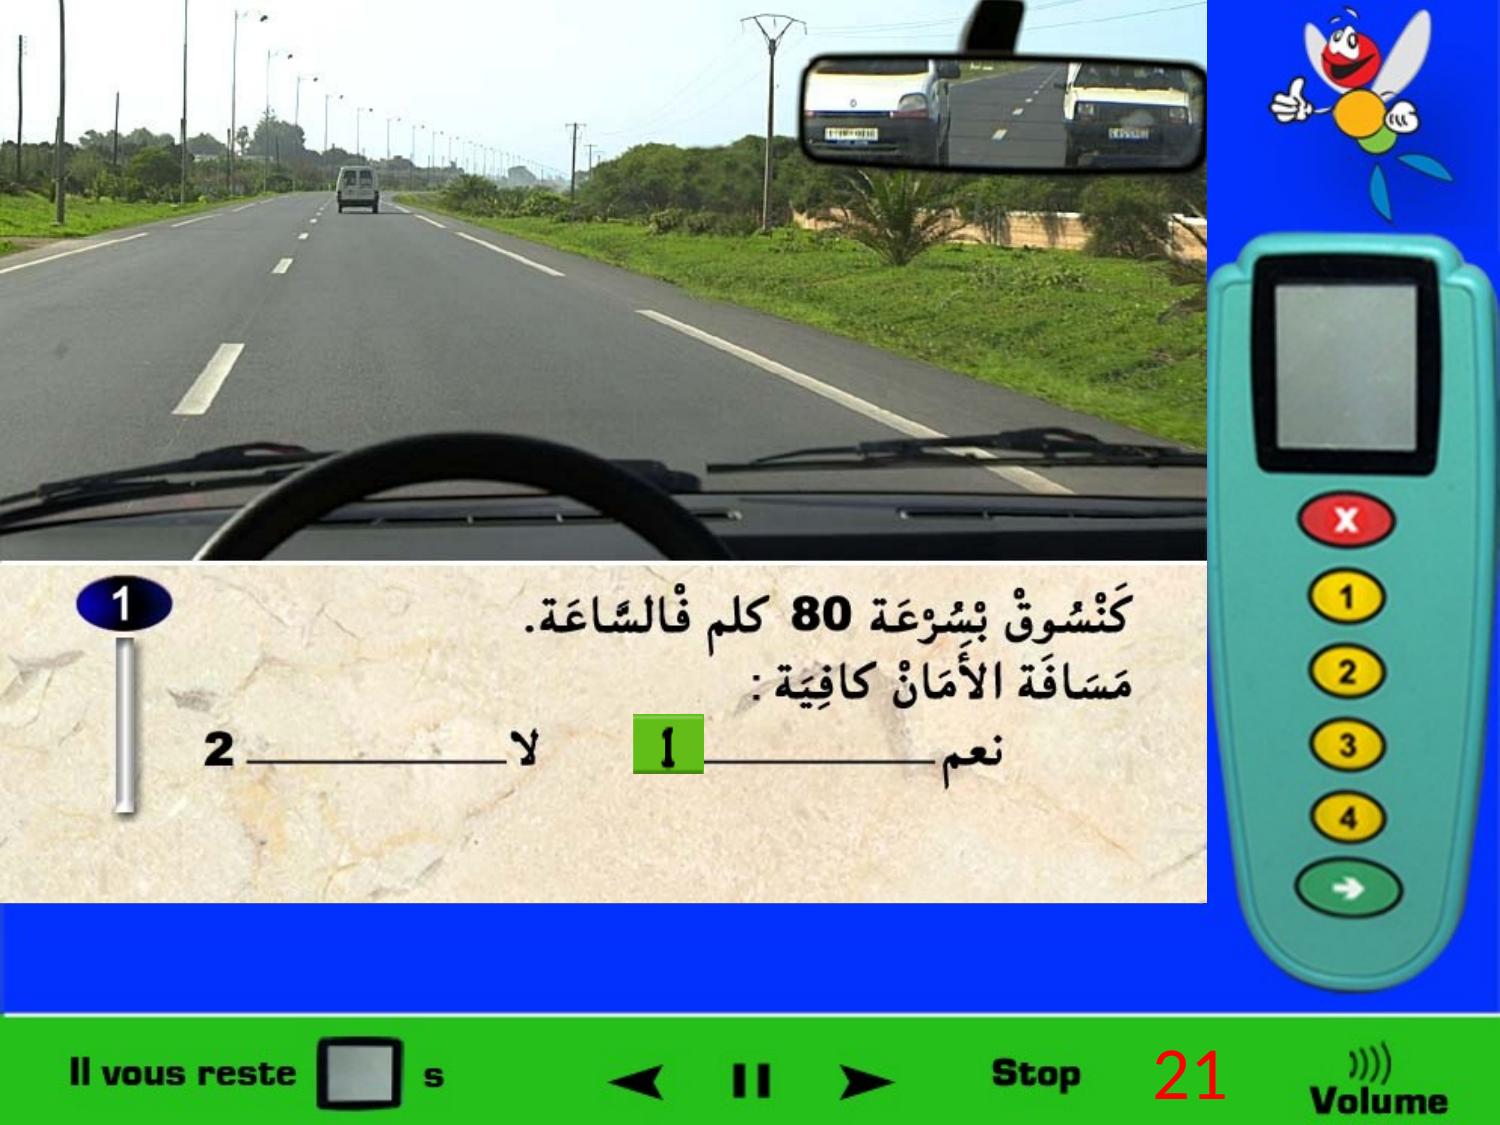 1
كَنْسُوقْ بْسُرْعَة 80 كلم فْالسَّاعَة.
مَسَافَة الأَمَانْ كافِيَة :
نعم 1 لا 2
X
1
2
3
4
Il vous reste s Stop 21 Volume